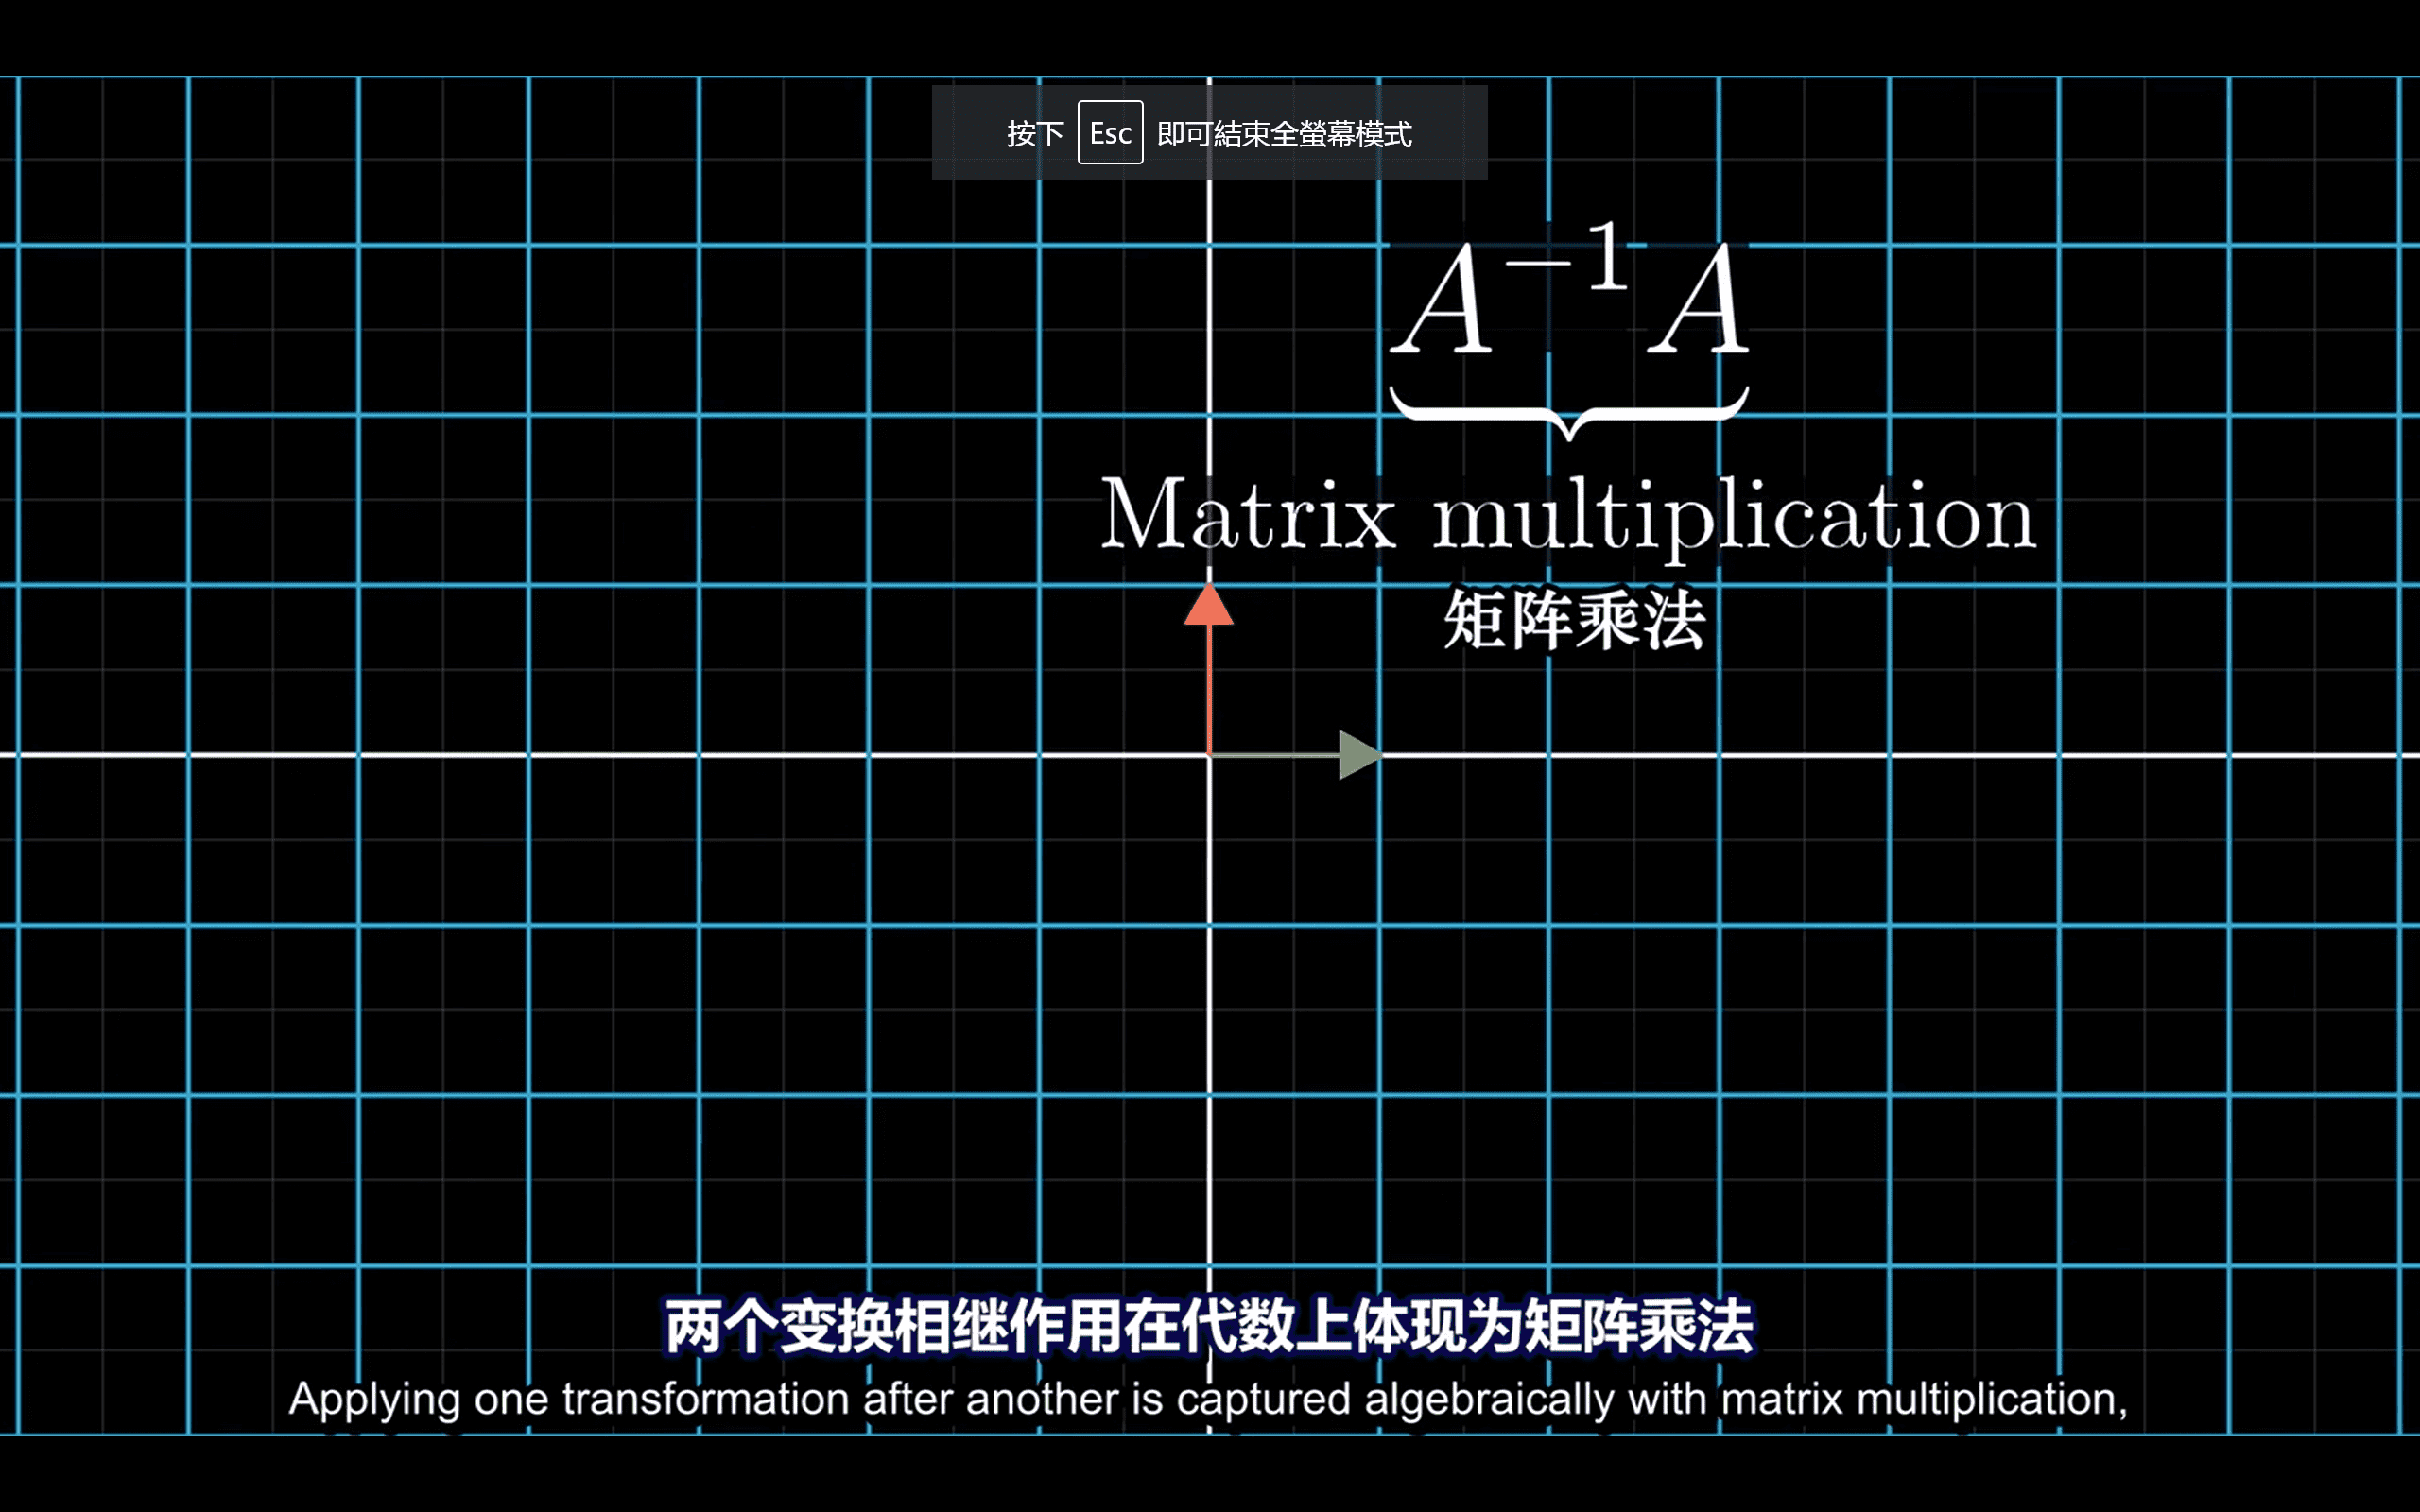 按下 Esc 即可結束全螢幕模式
A⁻¹A
Matrix multiplication
矩阵乘法
两个变换相继作用在代数上体现为矩阵乘法
Applying one transformation after another is captured algebraically with matrix multiplication,